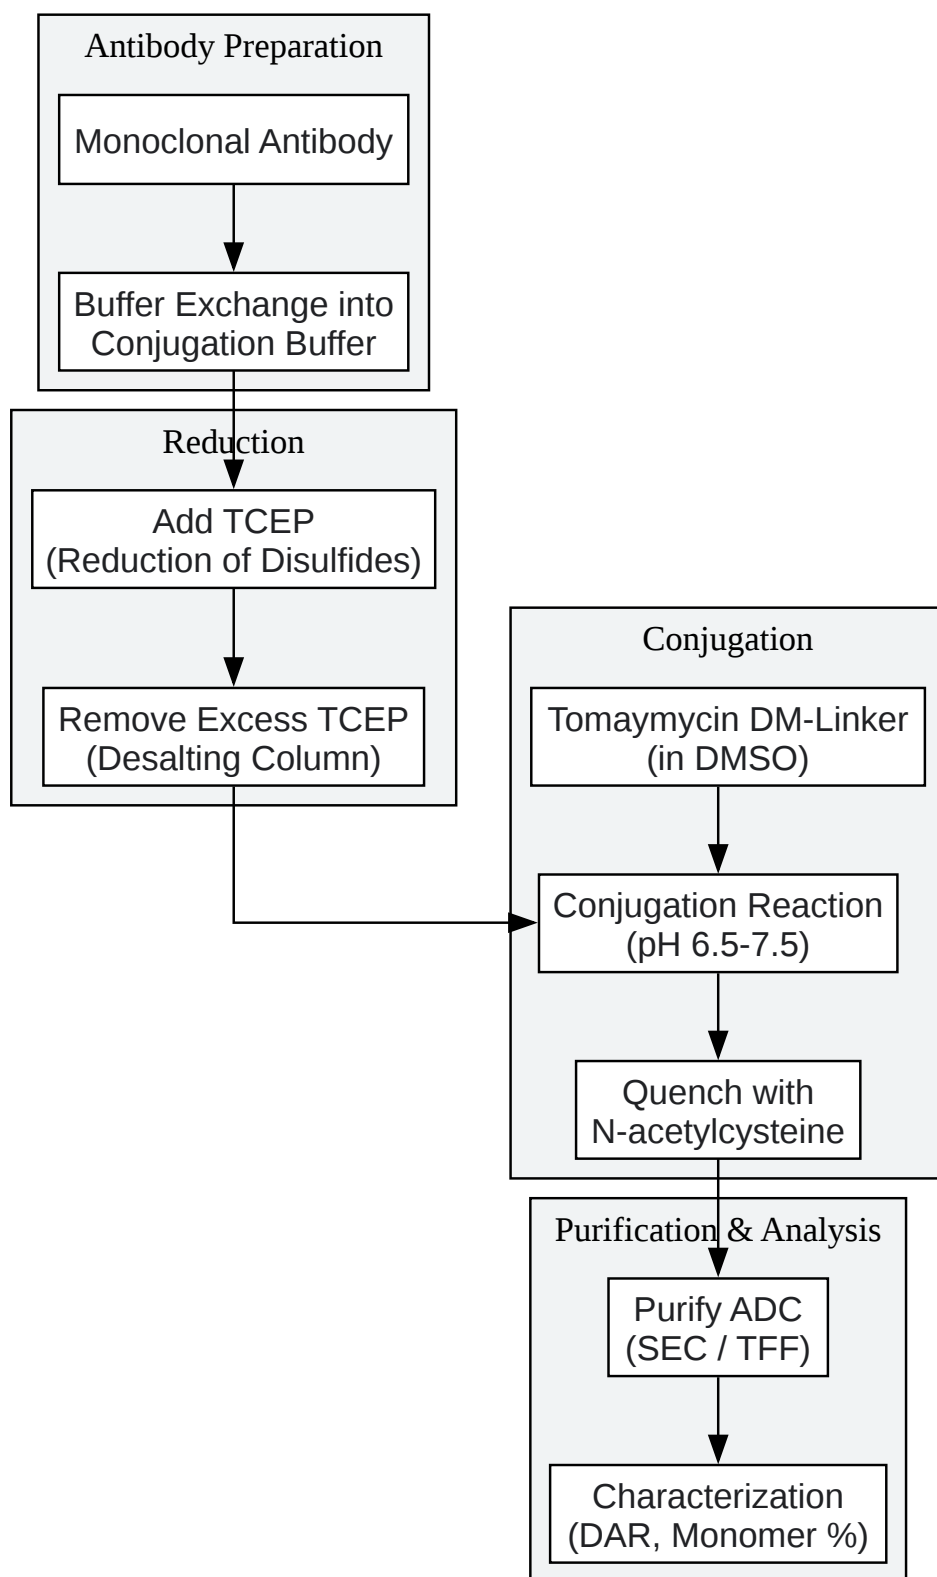 Antibody Preparation
Monoclonal Antibody
Buffer Exchange into
Conjugation Buffer
Reduction
Add TCEP
(Reduction of Disulfides)
Remove Excess TCEP
(Desalting Column)
Conjugation
Tomaymycin DM-Linker
(in DMSO)
Conjugation Reaction
(pH 6.5-7.5)
Quench with
N-acetylcysteine
Purification & Analysis
Purify ADC
(SEC / TFF)
Characterization
(DAR, Monomer %)